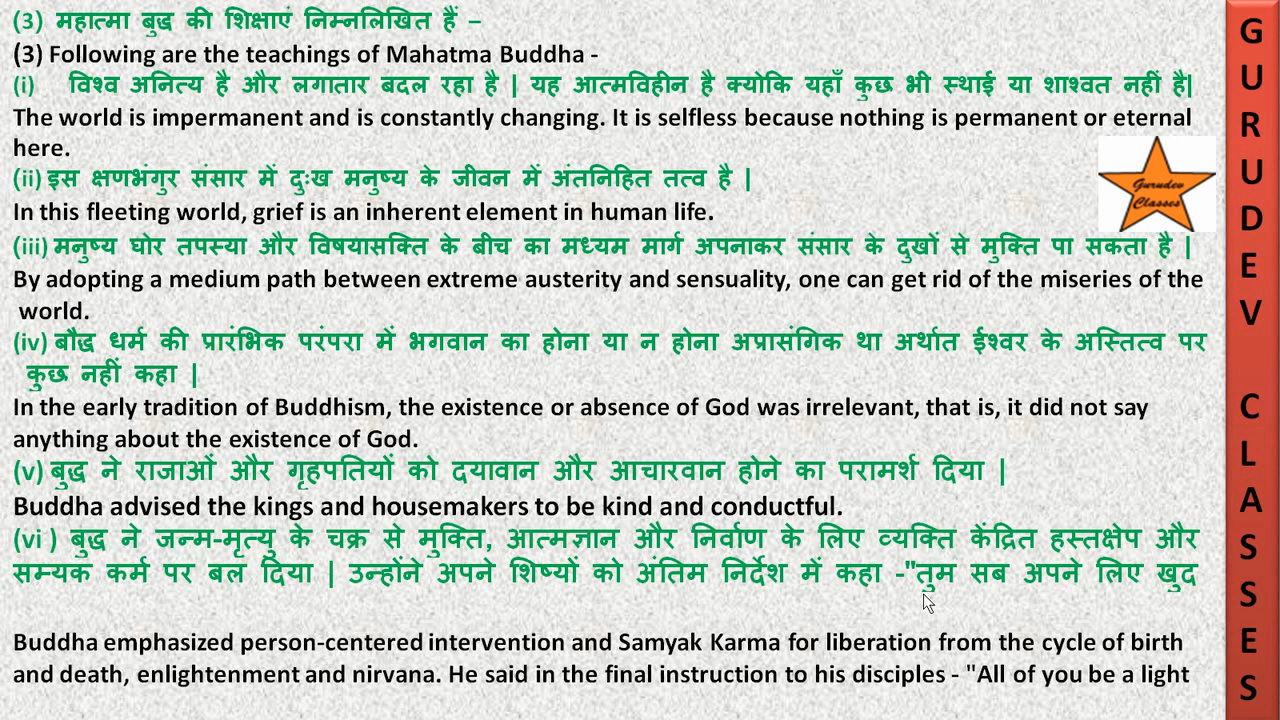 (3) महात्मा बुद्ध की शिक्षाएं निम्नलिखित हैं –
(3) Following are the teachings of Mahatma Buddha -
(i) विश्व अनित्य है और लगातार बदल रहा है | यह आत्मविहीन है क्योकि यहाँ कुछ भी स्थाई या शाश्वत नहीं है|
The world is impermanent and is constantly changing. It is selfless because nothing is permanent or eternal
here.
(ii) इस क्षणभंगुर संसार में दुःख मनुष्य के जीवन में अंतनिहित तत्व है |
In this fleeting world, grief is an inherent element in human life.
(iii) मनुष्य घोर तपस्या और विषयासक्ति के बीच का मध्यम मार्ग अपनाकर संसार के दुखों से मुक्ति पा सकता है |
By adopting a medium path between extreme austerity and sensuality, one can get rid of the miseries of the
world.
(iv) बौद्ध धर्म की प्रारंभिक परंपरा में भगवान का होना या न होना अप्रासंगिक था अर्थात ईश्वर के अस्तित्व पर
कुछ नहीं कहा |
In the early tradition of Buddhism, the existence or absence of God was irrelevant, that is, it did not say
anything about the existence of God.
(v) बुद्ध ने राजाओं और गृहपतियों को दयावान और आचारवान होने का परामर्श दिया |
Buddha advised the kings and housemakers to be kind and conductful.
(vi ) बुद्ध ने जन्म-मृत्यु के चक्र से मुक्ति, आत्मज्ञान और निर्वाण के लिए व्यक्ति केंद्रित हस्तक्षेप और
सम्यक कर्म पर बल दिया | उन्होंने अपने शिष्यों को अंतिम निर्देश में कहा -"तुम सब अपने लिए खुद
Buddha emphasized person-centered intervention and Samyak Karma for liberation from the cycle of birth
and death, enlightenment and nirvana. He said in the final instruction to his disciples - "All of you be a light
Gurudev
Classes
GURUDEV CLASSES